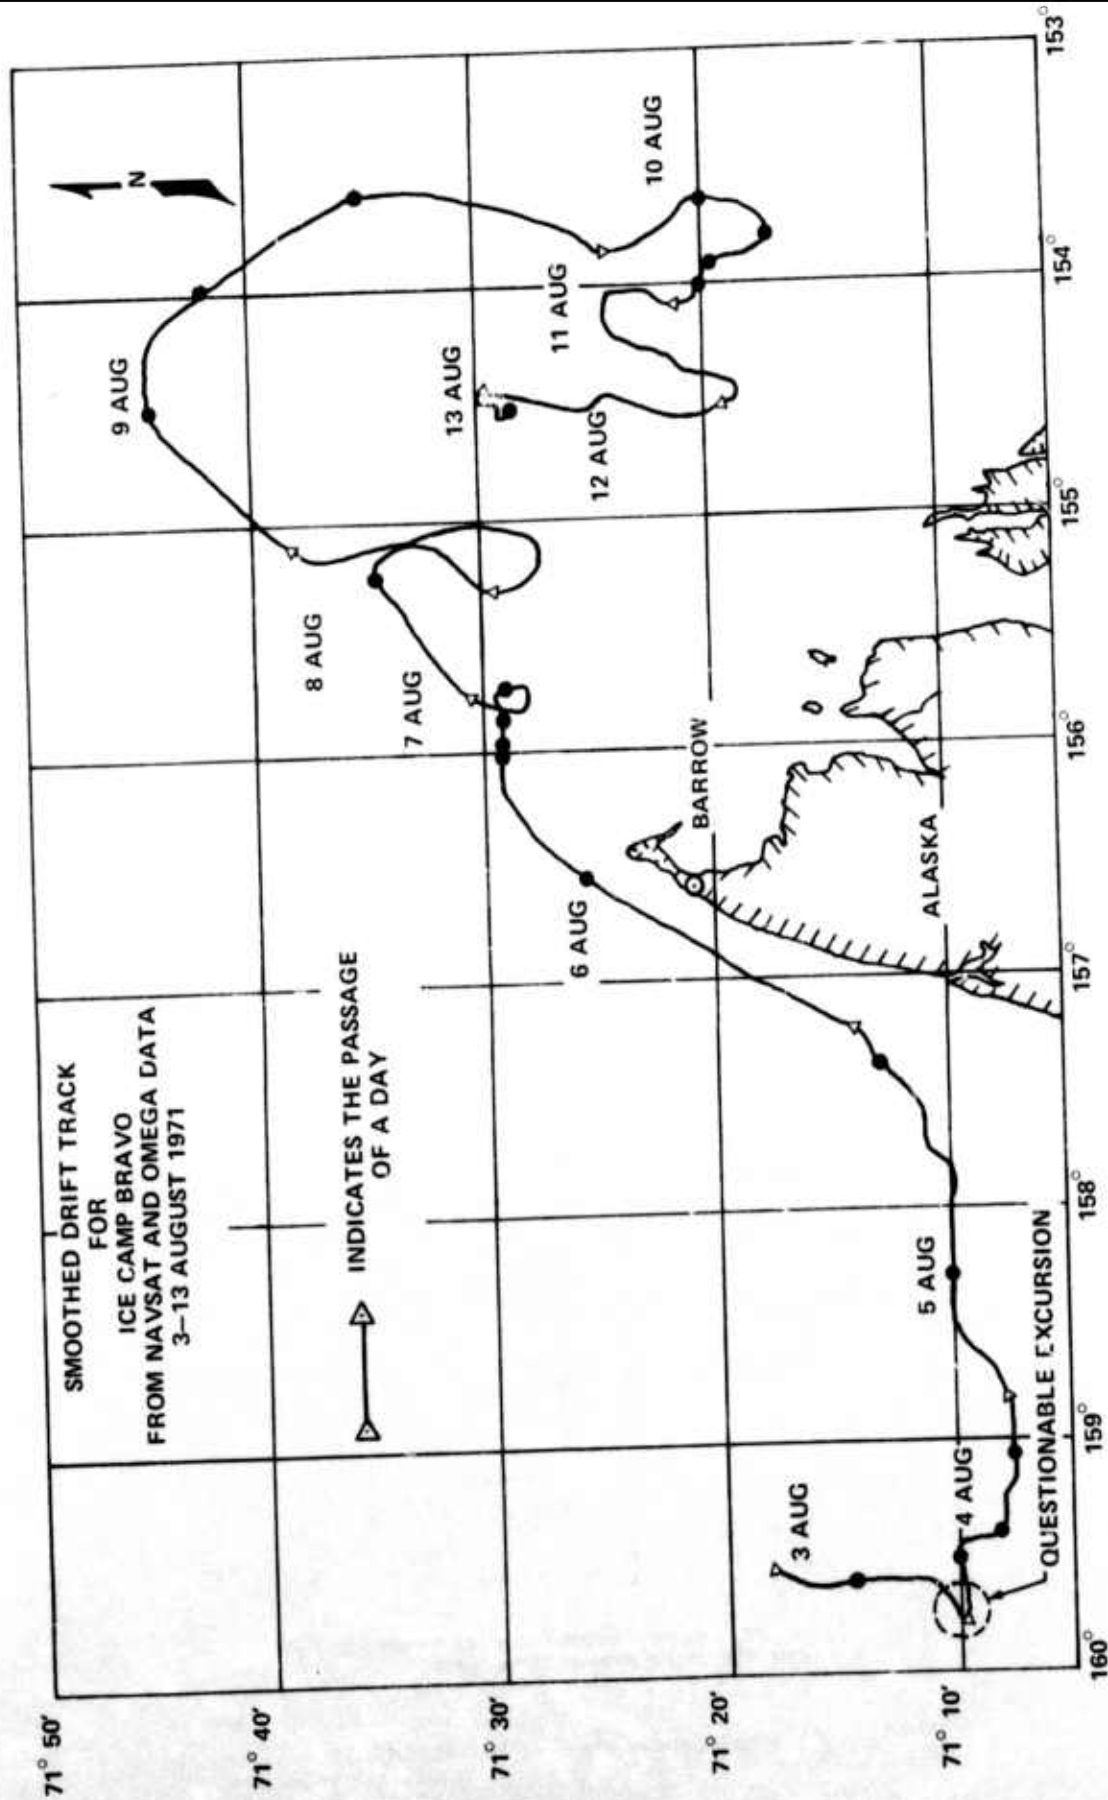 SMOOTHED DRIFT TRACK
FOR
ICE CAMP BRAVO
FROM NAVSAT AND OMEGA DATA
3–13 AUGUST 1971
INDICATES THE PASSAGE
OF A DAY
N
71° 50'
71° 40'
71° 30'
71° 20'
71° 10'
9 AUG
8 AUG
7 AUG
13 AUG
12 AUG
11 AUG
10 AUG
6 AUG
BARROW
ALASKA
3 AUG
4 AUG
5 AUG
QUESTIONABLE EXCURSION
160°
159°
158°
157°
156°
155°
154°
153°